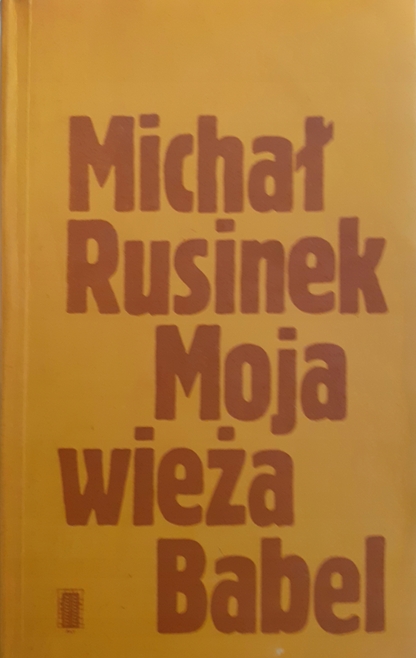 Michał
Rusinek
Moja
wieża
Babel